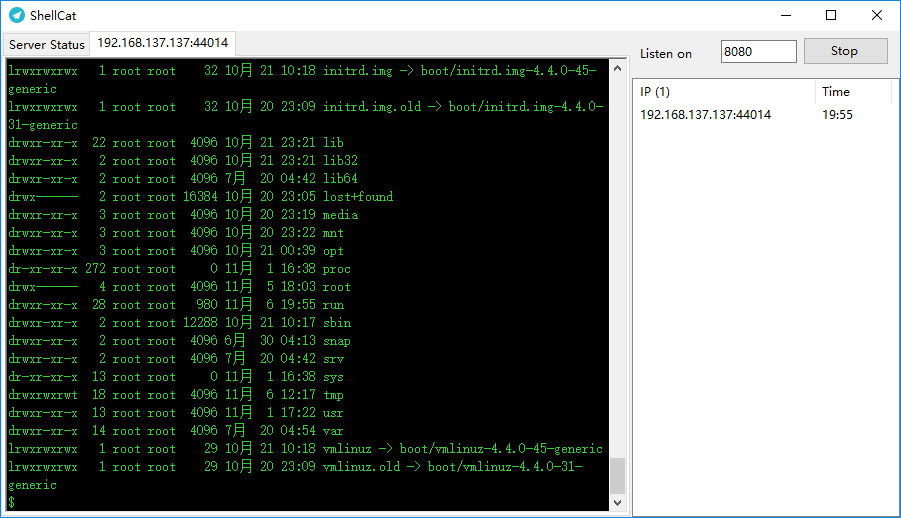 ShellCat
Server Status
192.168.137.137:44014
Listen on
8080
Stop
lrwxrwxrwx   1 root root    32 10月 21 10:18 initrd.img -> boot/initrd.img-4.4.0-45-
generic
lrwxrwxrwx   1 root root    32 10月 20 23:09 initrd.img.old -> boot/initrd.img-4.4.0-
31-generic
drwxr-xr-x  22 root root  4096 10月 21 23:21 lib
drwxr-xr-x   2 root root  4096 10月 21 23:21 lib32
drwxr-xr-x   2 root root  4096 7月  20 04:42 lib64
drwx------   2 root root 16384 10月 20 23:05 lost+found
drwxr-xr-x   3 root root  4096 10月 20 23:19 media
drwxr-xr-x   3 root root  4096 10月 20 23:22 mnt
drwxr-xr-x   3 root root  4096 10月 21 00:39 opt
dr-xr-xr-x 272 root root     0 11月  1 16:38 proc
drwx------   4 root root  4096 11月  5 18:03 root
drwxr-xr-x  28 root root   980 11月  6 19:55 run
drwxr-xr-x   2 root root 12288 10月 21 10:17 sbin
drwxr-xr-x   2 root root  4096 6月  30 04:13 snap
drwxr-xr-x   2 root root  4096 7月  20 04:42 srv
dr-xr-xr-x  13 root root     0 11月  1 16:38 sys
drwxrwxrwt  18 root root  4096 11月  6 12:17 tmp
drwxr-xr-x  13 root root  4096 11月  1 17:22 usr
drwxr-xr-x  14 root root  4096 7月  20 04:54 var
lrwxrwxrwx   1 root root    29 10月 21 10:18 vmlinuz -> boot/vmlinuz-4.4.0-45-generic
lrwxrwxrwx   1 root root    29 10月 20 23:09 vmlinuz.old -> boot/vmlinuz-4.4.0-31-
generic
$
IP (1)
Time
192.168.137.137:44014
19:55